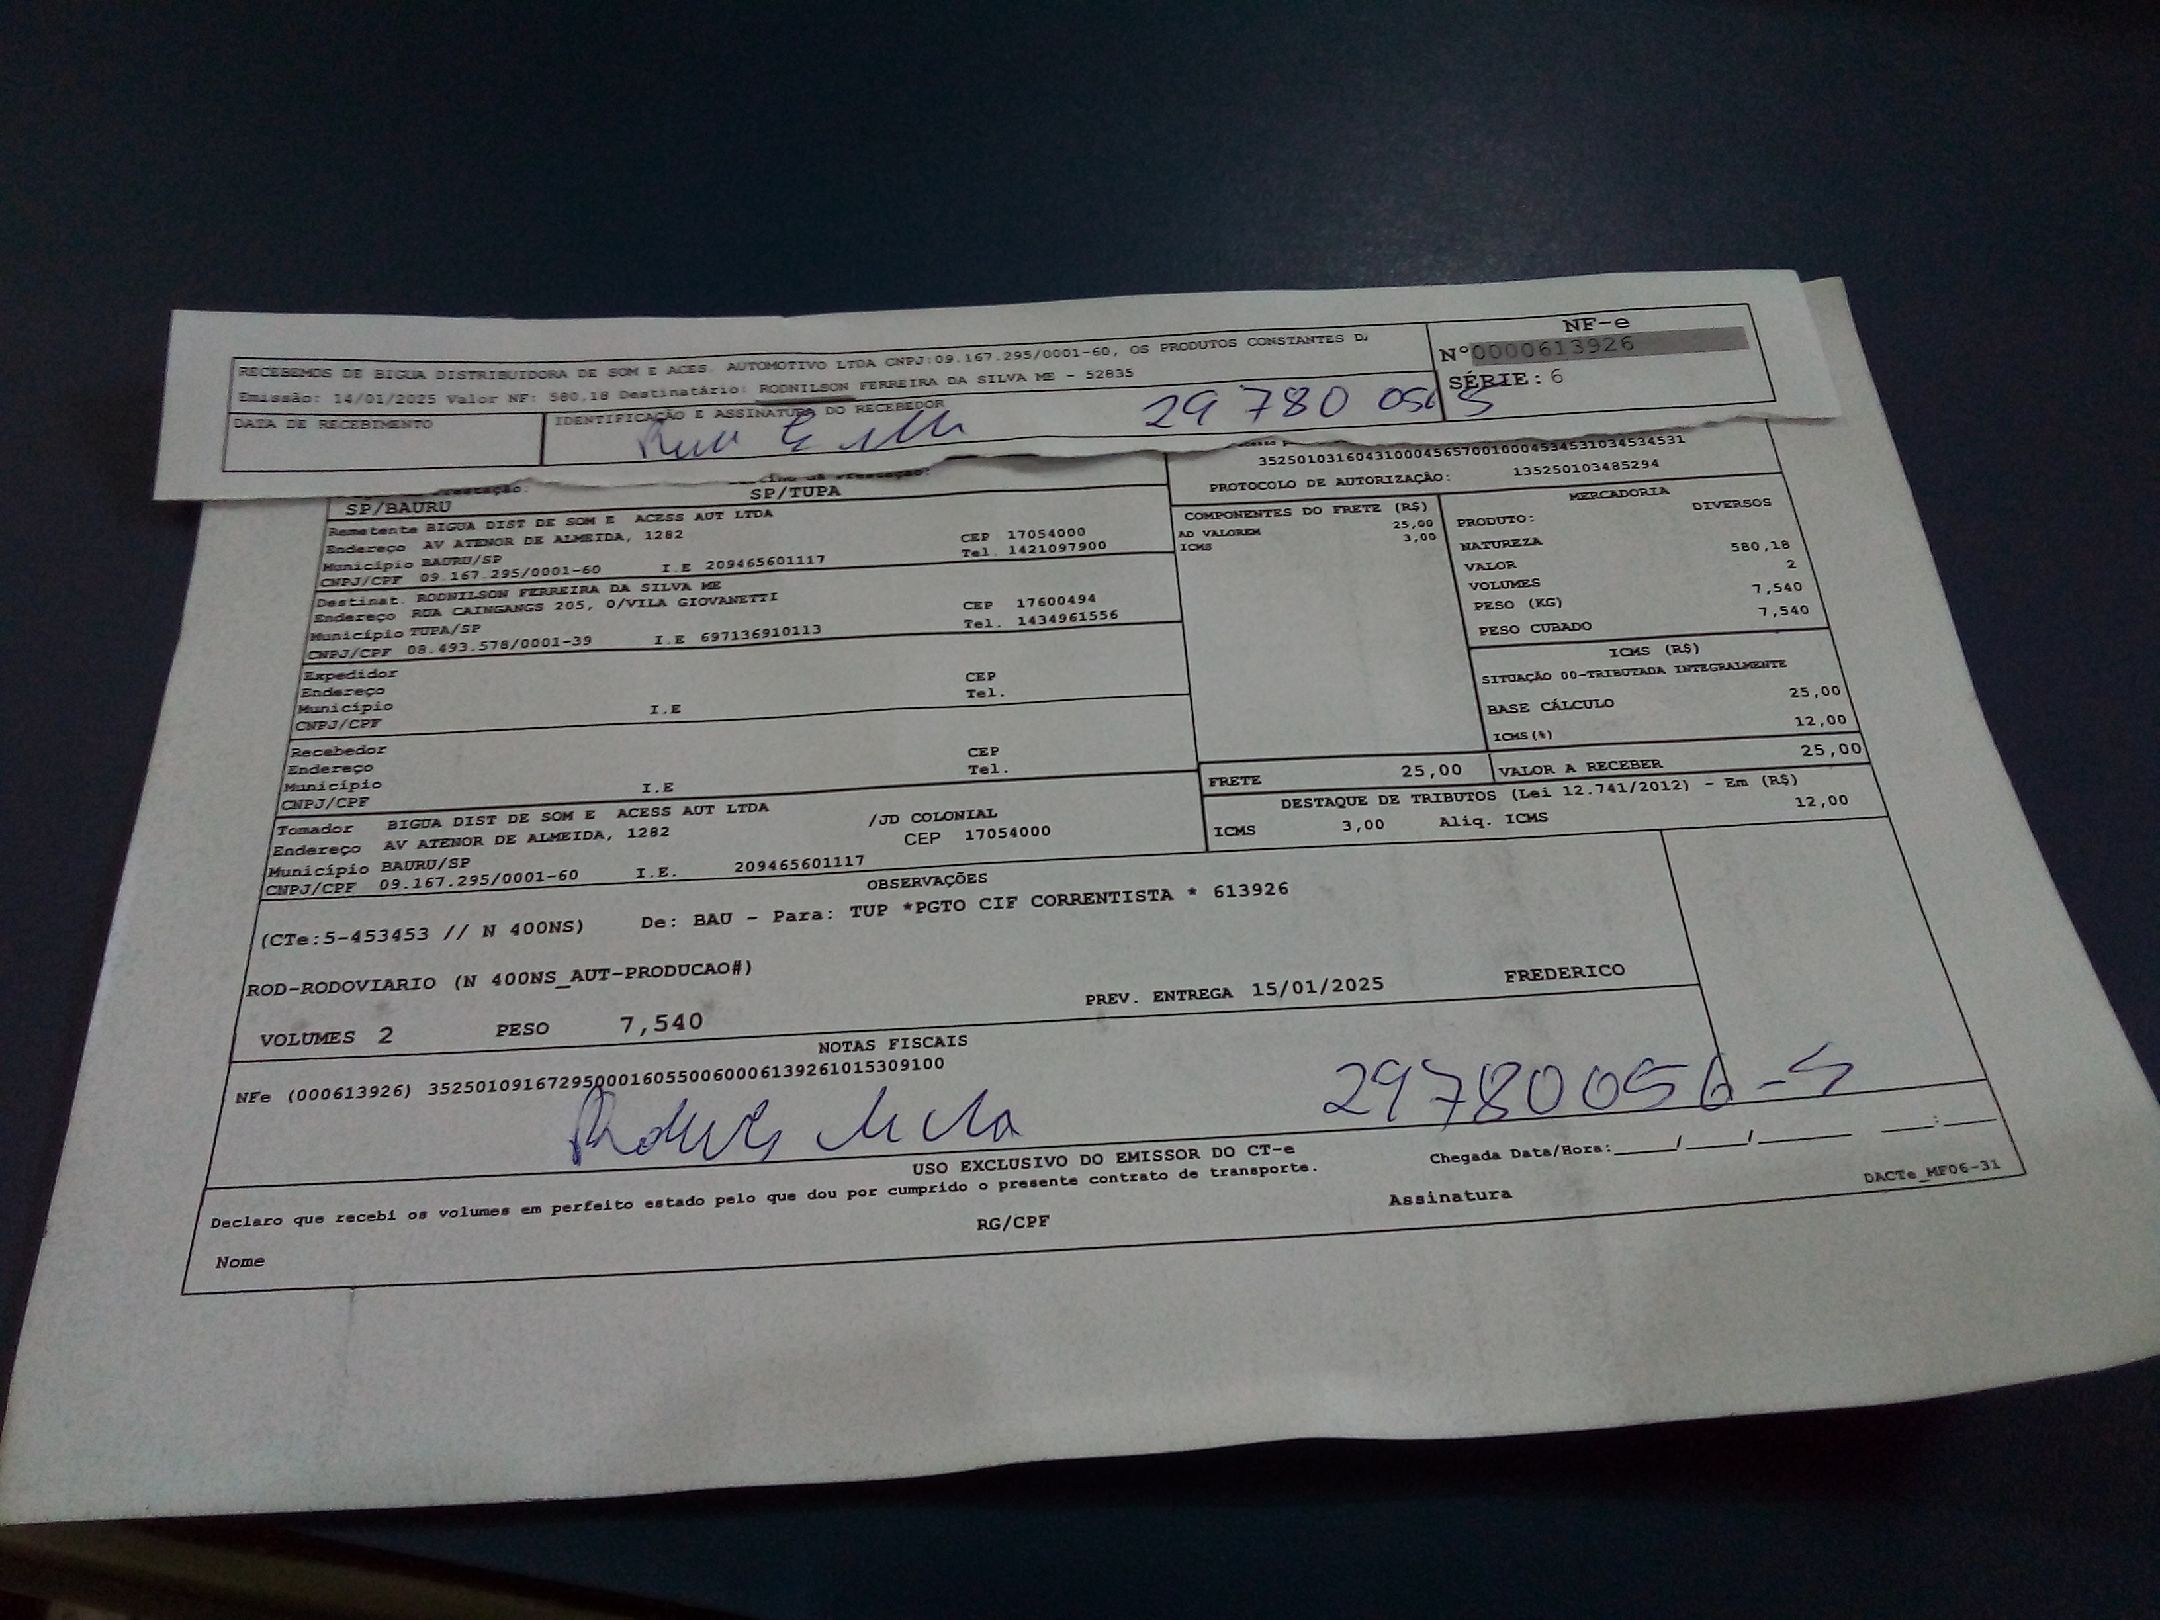 RECEBEMOS DE BIGUA DISTRIBUIDORA DE SOM E ACES. AUTOMOTIVO LTDA CNPJ:09.167.295/0001-60, OS PRODUTOS CONSTANTES DA
Emissão: 14/01/2025 Valor NF: 580,18 Destinatário: RODNILSON FERREIRA DA SILVA ME - 52835
NF-e
Nº0000613926
SÉRIE: 6
DATA DE RECEBIMENTO
IDENTIFICAÇÃO E ASSINATURA DO RECEBEDOR
29 780 056 5
SP/BAURU
SP/TUPA
35250103160431000456570010004534531034534531
PROTOCOLO DE AUTORIZAÇÃO: 135250103485294
Remetente BIGUA DIST DE SOM E ACESS AUT LTDA
Endereço AV ATENOR DE ALMEIDA, 1282 CEP 17054000
Município BAURU/SP Tel. 1421097900
CNPJ/CPF 09.167.295/0001-60 I.E 209465601117
Destinat. RODNILSON FERREIRA DA SILVA ME
Endereço RUA CAINGANGS 205, 0/VILA GIOVANETTI CEP 17600494
Município TUPA/SP Tel. 1434961556
CNPJ/CPF 08.493.578/0001-39 I.E 697136910113
Expedidor
Endereço CEP
Município Tel.
CNPJ/CPF I.E
Recebedor
Endereço CEP
Município Tel.
CNPJ/CPF I.E
Tomador BIGUA DIST DE SOM E ACESS AUT LTDA
Endereço AV ATENOR DE ALMEIDA, 1282 /JD COLONIAL
Município BAURU/SP CEP 17054000
CNPJ/CPF 09.167.295/0001-60 I.E. 209465601117
COMPONENTES DO FRETE (R$)
AD VALOREM 25,00
ICMS 3,00
MERCADORIA
PRODUTO: DIVERSOS
NATUREZA
VALOR 580,18
VOLUMES 2
PESO (KG) 7,540
PESO CUBADO 7,540
ICMS (R$)
SITUAÇÃO 00-TRIBUTADA INTEGRALMENTE
BASE CÁLCULO 25,00
ICMS(%) 12,00
FRETE 25,00 VALOR A RECEBER 25,00
DESTAQUE DE TRIBUTOS (Lei 12.741/2012) - Em (R$)
ICMS 3,00 Aliq. ICMS 12,00
OBSERVAÇÕES
(CTe:5-453453 // N 400NS) De: BAU - Para: TUP *PGTO CIF CORRENTISTA * 613926
ROD-RODOVIARIO (N 400NS_AUT-PRODUCAO#)
VOLUMES 2 PESO 7,540 PREV. ENTREGA 15/01/2025 FREDERICO
NOTAS FISCAIS
NFe (000613926) 35250109167295000160550060006139261015309100
29780056-5
USO EXCLUSIVO DO EMISSOR DO CT-e
Declaro que recebi os volumes em perfeito estado pelo que dou por cumprido o presente contrato de transporte.
Chegada Data/Hora:____/____/______ ___:___
Nome RG/CPF Assinatura
DACTe_MF06-31